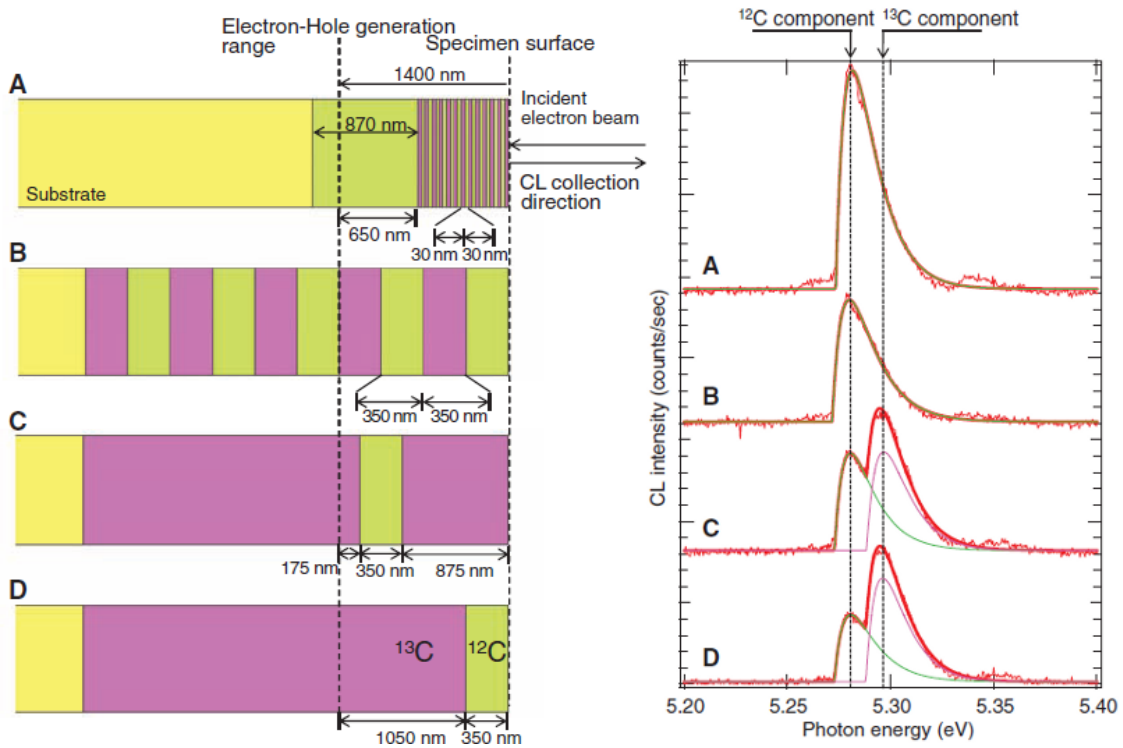 Electron-Hole generation
range
Specimen surface
A
1400 nm
870 nm
Incident
electron beam
Substrate
CL collection
direction
650 nm
30 nm 30 nm
B
350 nm 350 nm
C
175 nm 350 nm 875 nm
D
¹³C ¹²C
1050 nm 350 nm
¹²C component ¹³C component
CL intensity (counts/sec)
A
B
C
D
5.20 5.25 5.30 5.35 5.40
Photon energy (eV)